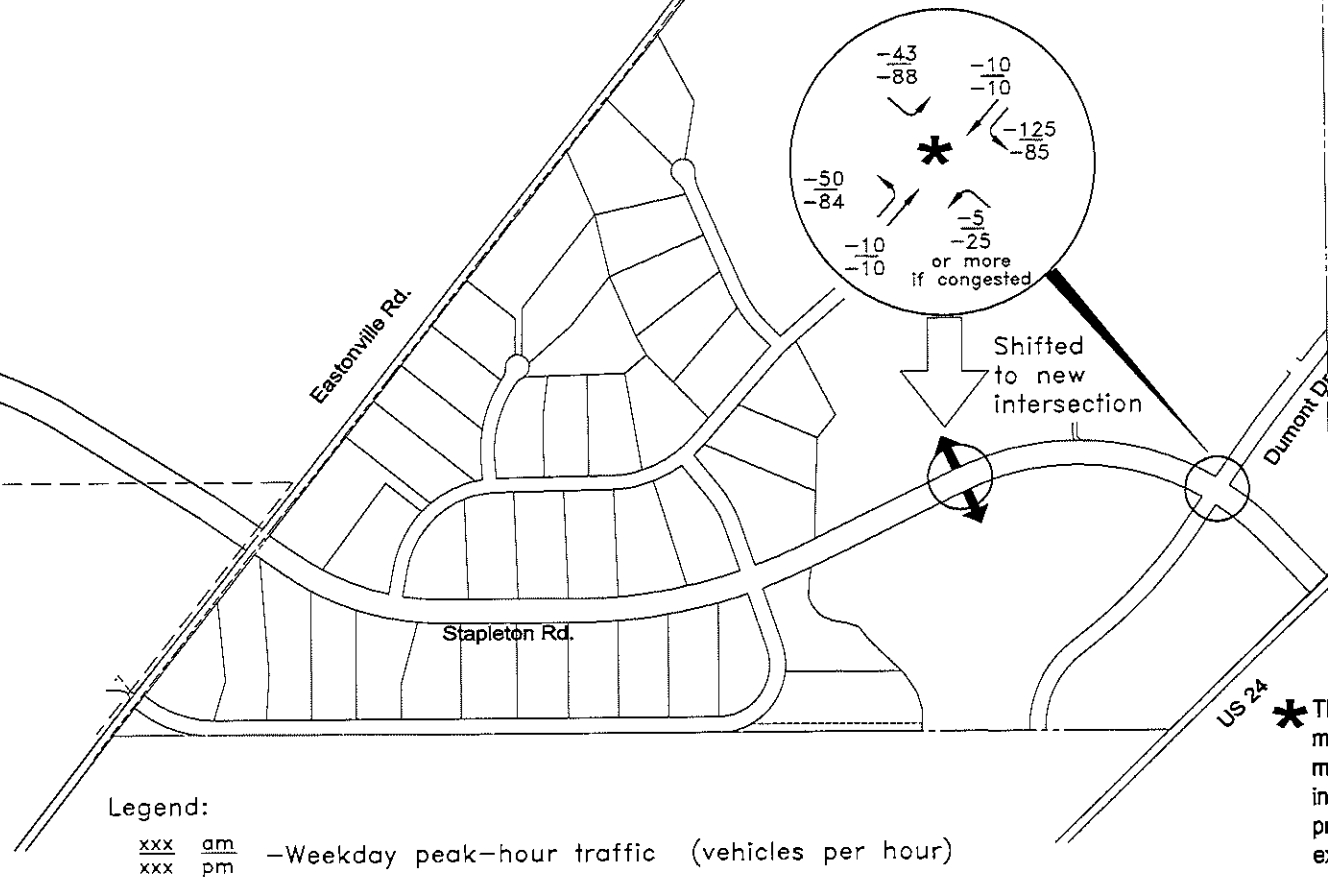 -43
-88
-10
-10
-125
-85
-50
-84
-5
-25
or more
if congested
-10
-10
Eastonville Rd.
Shifted
to new
intersection
Dumont Dr
Stapleton Rd.
US 24
*
Legend:
xxx am
xxx pm
-Weekday peak-hour traffic (vehicles per hour)